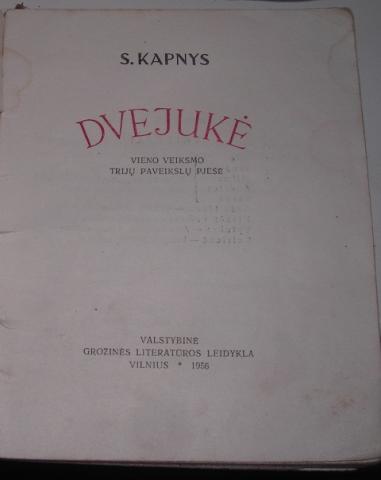 S. KAPNYS
DVEJUKĖ
VIENO VEIKSMO
TRIJŲ PAVEIKSLŲ PJESĖ
VALSTYBINĖ
GROŽINĖS LITERATŪROS LEIDYKLA
VILNIUS * 1956